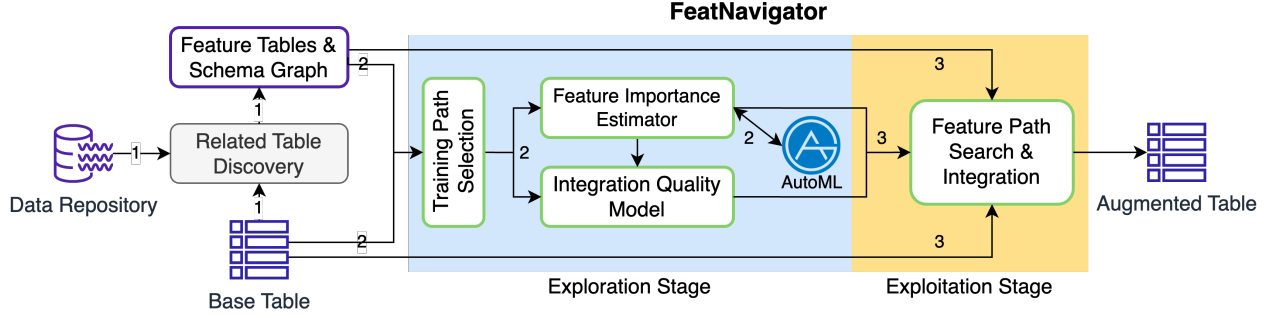 FeatNavigator
Feature Tables &
Schema Graph
2
3
1
Training Path
Selection
Feature Importance
Estimator
2
2
AutoML
3
Feature Path
Search &
Integration
Related Table
Discovery
1
Data Repository
Integration Quality
Model
Augmented Table
1
2
3
Base Table
Exploration Stage
Exploitation Stage